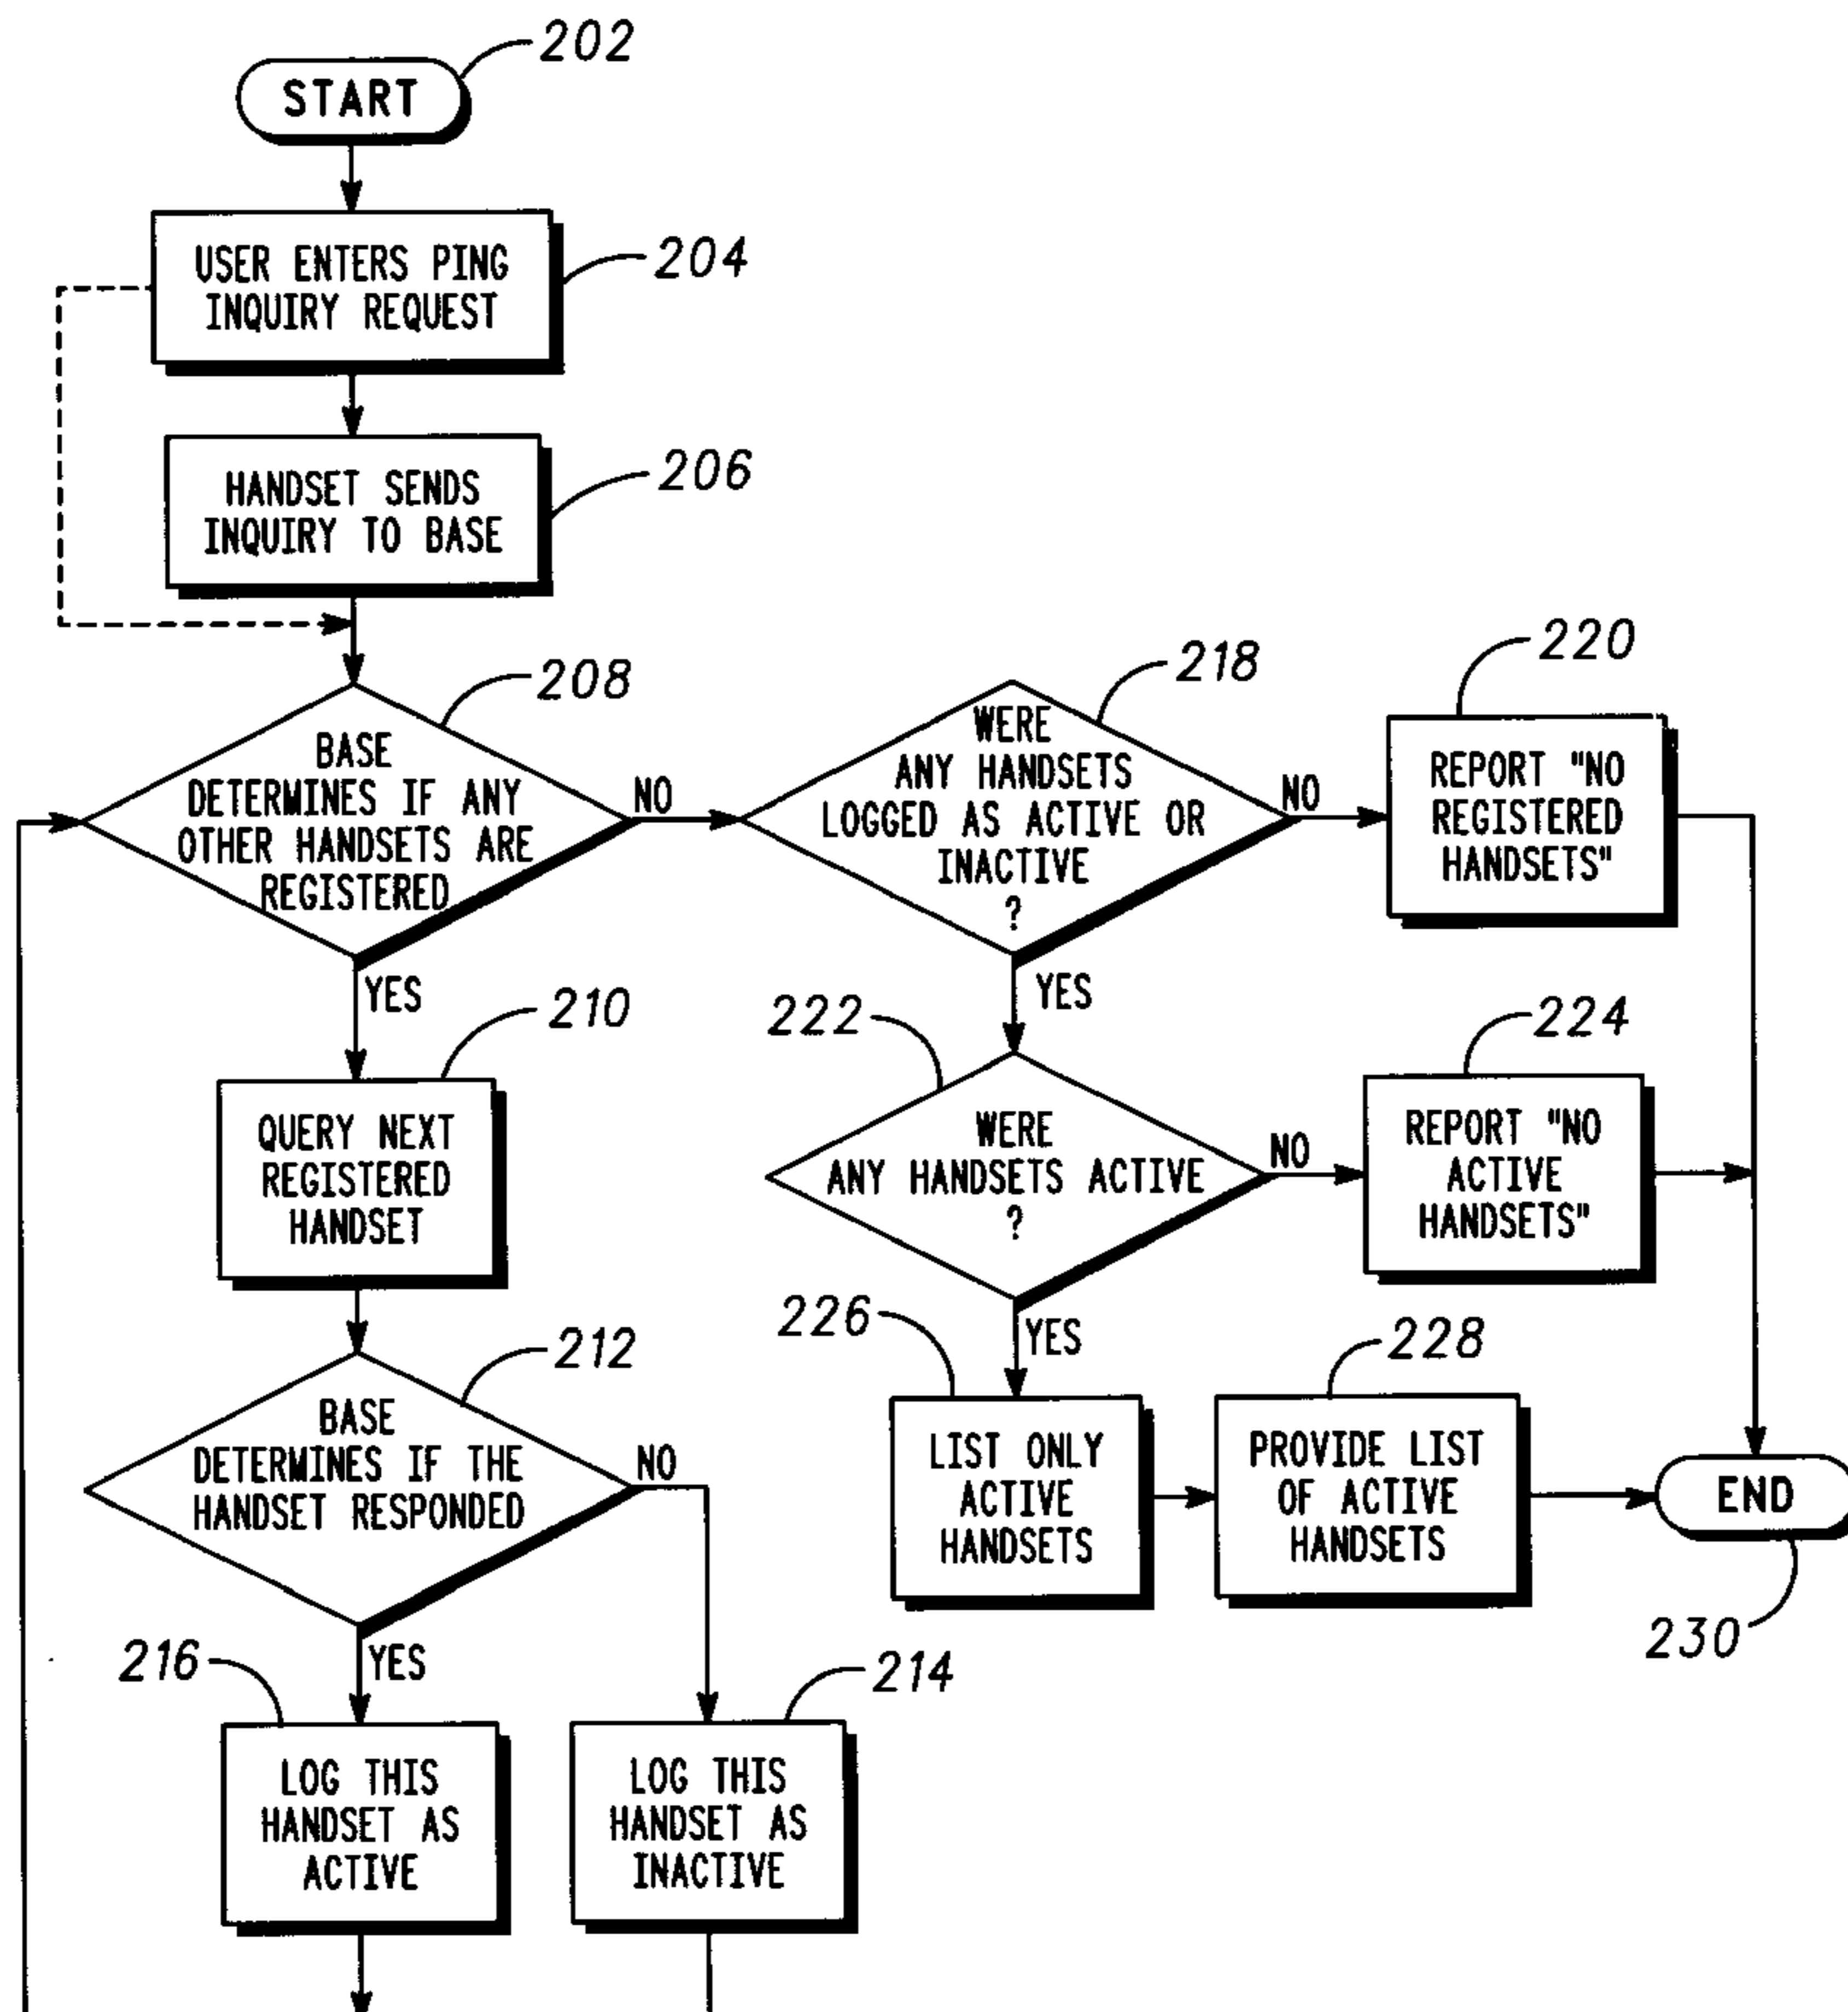 202
START
204
USER ENTERS PING
INQUIRY REQUEST
206
HANDSET SENDS
INQUIRY TO BASE
208
BASE
DETERMINES IF ANY
OTHER HANDSETS ARE
REGISTERED
NO
YES
218
WERE
ANY HANDSETS
LOGGED AS ACTIVE OR
INACTIVE
?
NO
YES
220
REPORT "NO
REGISTERED
HANDSETS"
210
QUERY NEXT
REGISTERED
HANDSET
222
WERE
ANY HANDSETS ACTIVE
?
NO
YES
224
REPORT "NO
ACTIVE
HANDSETS"
212
BASE
DETERMINES IF THE
HANDSET RESPONDED
NO
YES
226
LIST ONLY
ACTIVE
HANDSETS
228
PROVIDE LIST
OF ACTIVE
HANDSETS
END
230
216
LOG THIS
HANDSET AS
ACTIVE
214
LOG THIS
HANDSET AS
INACTIVE